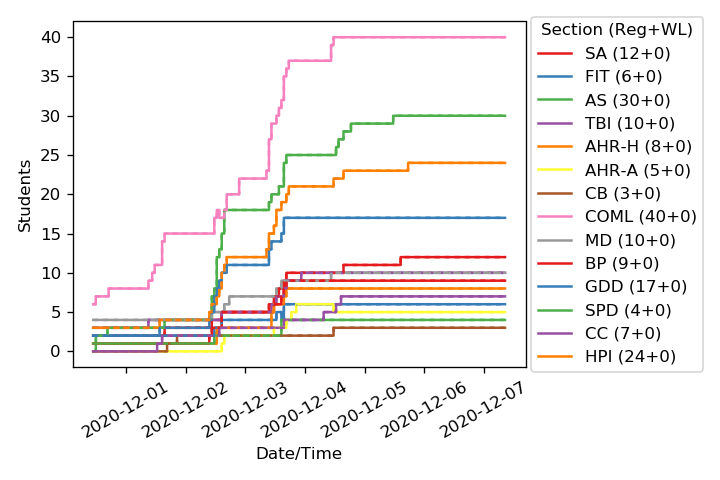 Section (Reg+WL)
SA (12+0)
FIT (6+0)
AS (30+0)
TBI (10+0)
AHR-H (8+0)
AHR-A (5+0)
CB (3+0)
COML (40+0)
MD (10+0)
BP (9+0)
GDD (17+0)
SPD (4+0)
CC (7+0)
HPI (24+0)
Students
40
35
30
25
20
15
10
5
0
2020-12-01
2020-12-02
2020-12-03
2020-12-04
2020-12-05
2020-12-06
2020-12-07
Date/Time